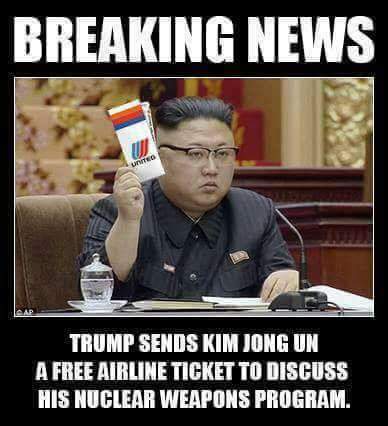 BREAKING NEWS
UNITED
© AP
TRUMP SENDS KIM JONG UN
A FREE AIRLINE TICKET TO DISCUSS
HIS NUCLEAR WEAPONS PROGRAM.